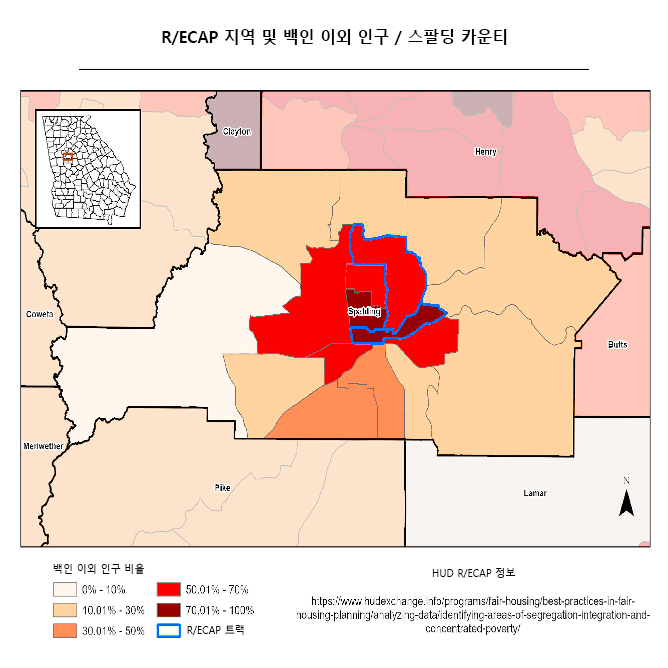 R/ECAP 지역 및 백인 이외 인구 / 스팔딩 카운티
Clayton
Henry
Coweta
Spalding
Butts
Meriwether
Pike
Lamar
N
백인 이외 인구 비율
0% - 10%
10.01% - 30%
30.01% - 50%
50.01% - 70%
70.01% - 100%
R/ECAP 트랙
HUD R/ECAP 정보
https://www.hudexchange.info/programs/fair-housing/best-practices-in-fair-
housing-planning/analyzing-data/identifying-areas-of-segregation-integration-and-
concentrated-poverty/